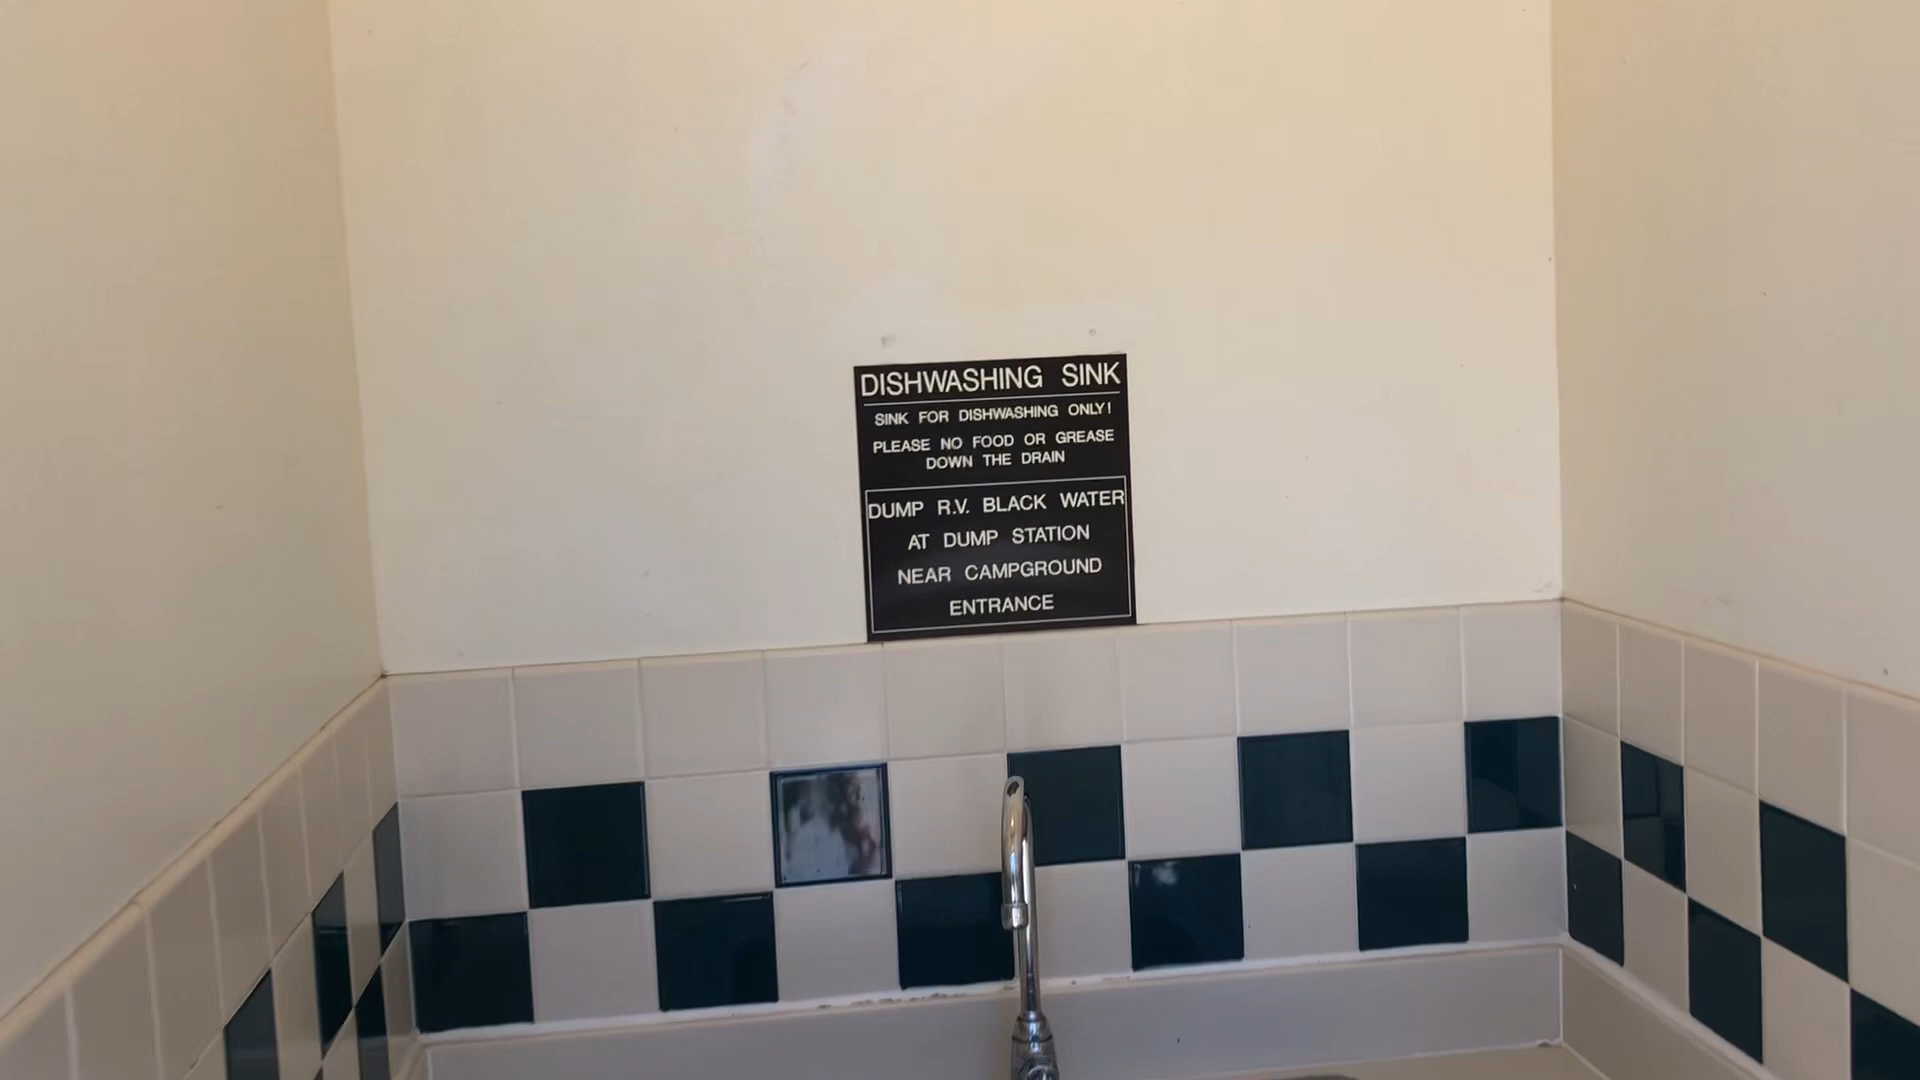 DISHWASHING SINK
SINK FOR DISHWASHING ONLY!
PLEASE NO FOOD OR GREASE
DOWN THE DRAIN
DUMP R.V. BLACK WATER
AT DUMP STATION
NEAR CAMPGROUND
ENTRANCE